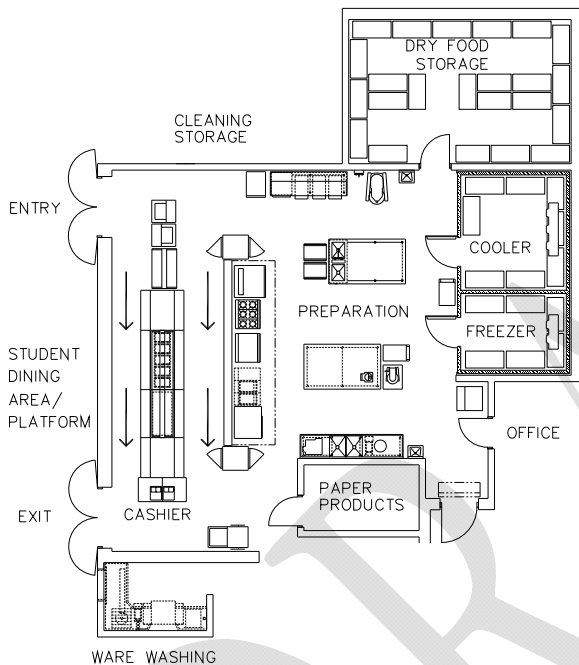 DRY FOOD
STORAGE
CLEANING
STORAGE
ENTRY
COOLER
PREPARATION
FREEZER
STUDENT
DINING
AREA/
PLATFORM
OFFICE
PAPER
PRODUCTS
EXIT
CASHIER
WARE WASHING